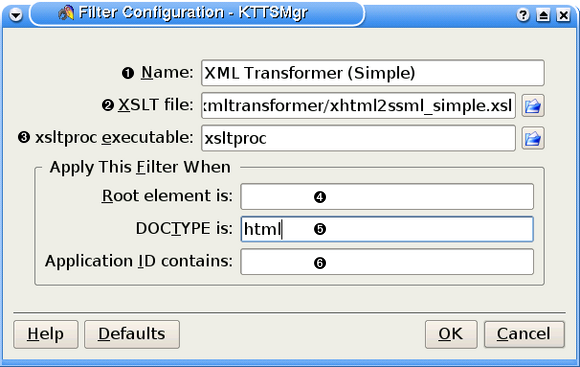 Filter Configuration - KTTSMgr
❶ Name: XML Transformer (Simple)
❷ XSLT file: xmltransformer/xhtml2ssml_simple.xsl
❸ xsltproc executable: xsltproc
Apply This Filter When
Root element is: ❹
DOCTYPE is: html ❺
Application ID contains: ❻
Help Defaults OK Cancel